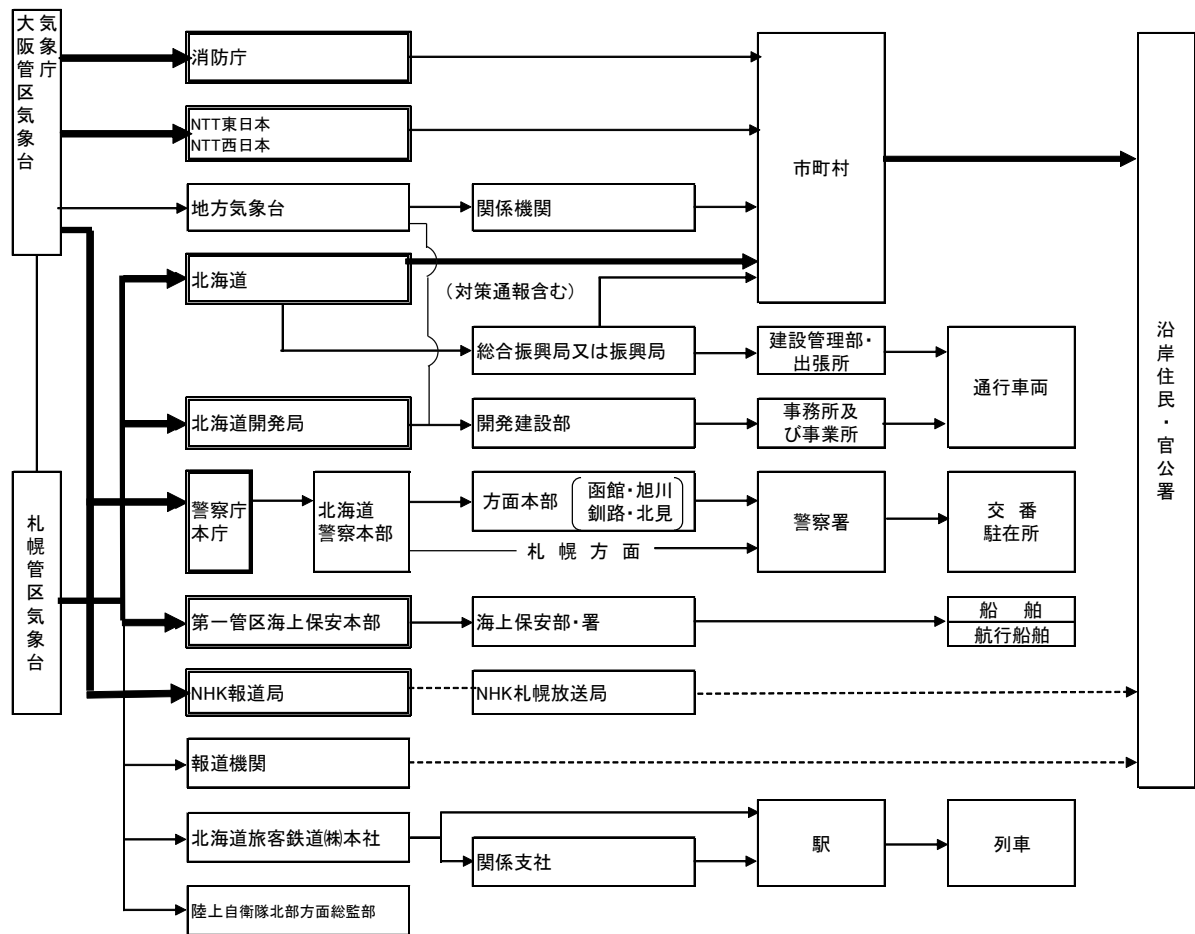 気象庁
大阪管区気象台
消防庁
NTT東日本
NTT西日本
地方気象台
関係機関
市町村
北海道
(対策通報含む)
総合振興局又は振興局
建設管理部・
出張所
通行車両
北海道開発局
開発建設部
事務所及
び事業所
沿岸住民・官公署
札幌管区気象台
警察庁
本庁
北海道
警察本部
方面本部
函館・旭川
釧路・北見
札幌方面
警察署
交番
駐在所
第一管区海上保安本部
海上保安部・署
船舶
航行船舶
NHK報道局
NHK札幌放送局
報道機関
北海道旅客鉄道㈱本社
関係支社
駅
列車
陸上自衛隊北部方面総監部